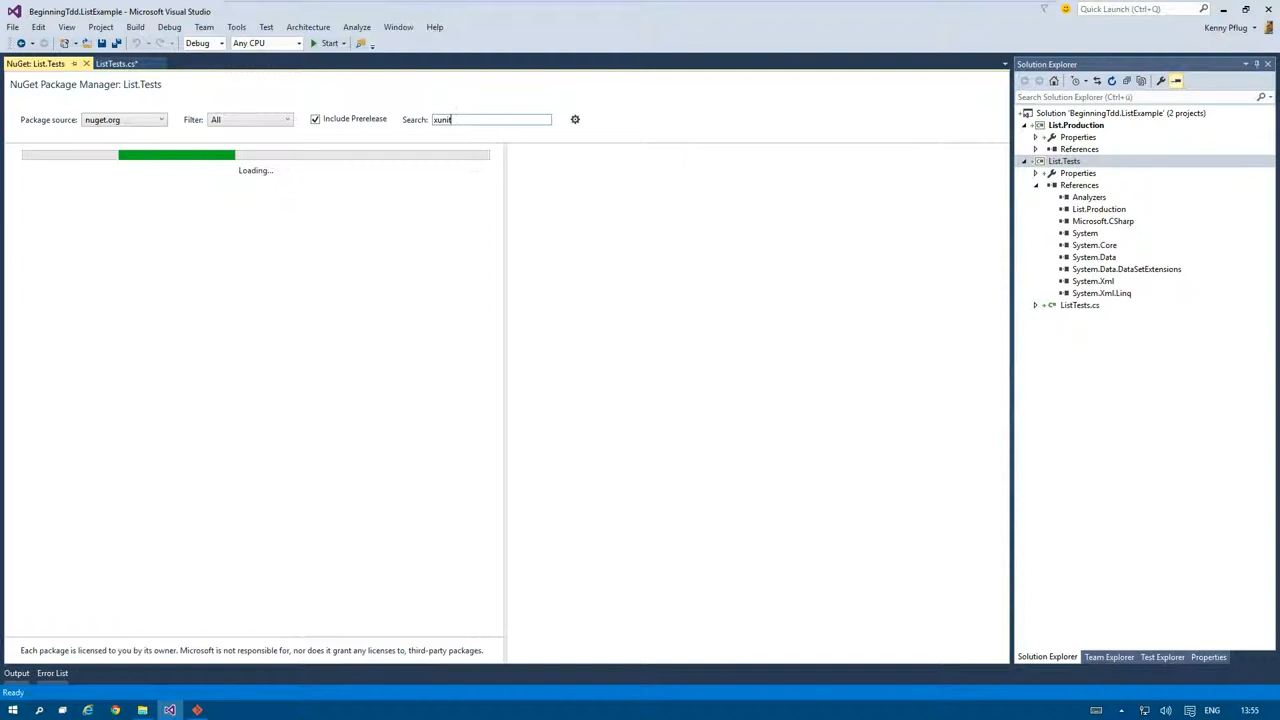 BeginningTdd.ListExample - Microsoft Visual Studio
Quick Launch (Ctrl+Q)
File Edit View Project Build Debug Team Tools Test Architecture Analyze Window Help
Kenny Pflug
Debug Any CPU Start
NuGet: List.Tests ListTests.cs*
Solution Explorer
NuGet Package Manager: List.Tests
Search Solution Explorer (Ctrl+ü)
Package source: nuget.org Filter: All Include Prerelease Search: xunit
Solution 'BeginningTdd.ListExample' (2 projects)
List.Production
Properties
References
List.Tests
Properties
References
Analyzers
List.Production
Microsoft.CSharp
System
System.Core
System.Data
System.Data.DataSetExtensions
System.Xml
System.Xml.Linq
ListTests.cs
Loading...
Each package is licensed to you by its owner. Microsoft is not responsible for, nor does it grant any licenses to, third-party packages.
Solution Explorer Team Explorer Test Explorer Properties
Output Error List
Ready
ENG 13:55